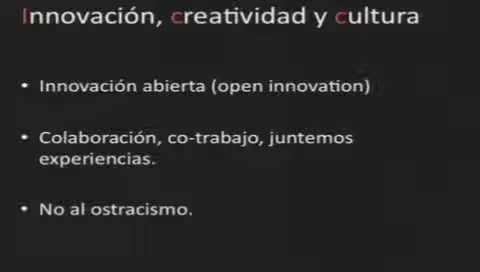 Innovación, creatividad y cultura
• Innovación abierta (open innovation)
• Colaboración, co-trabajo, juntemos
experiencias.
• No al ostracismo.